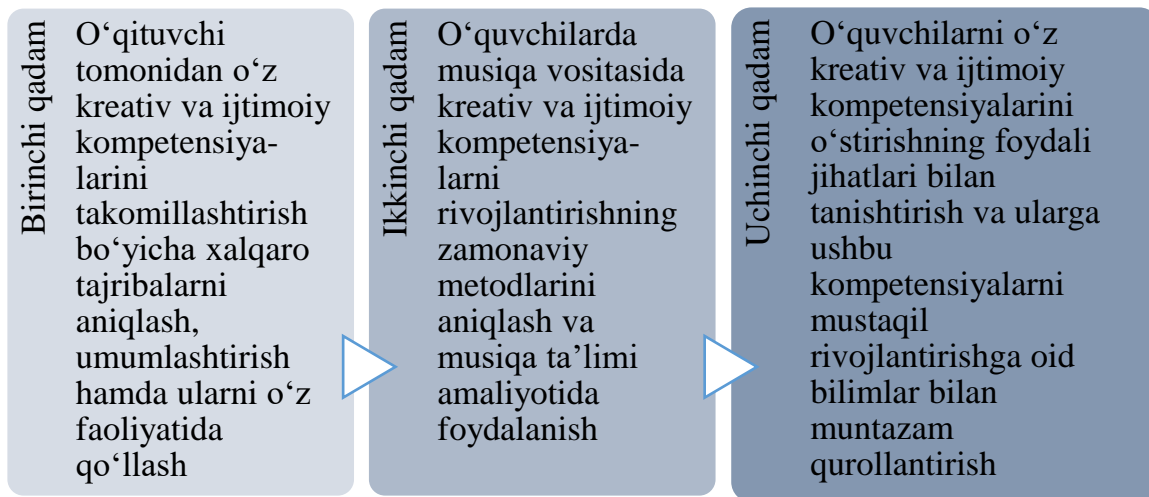 Birinchi qadam
O‘qituvchi
tomonidan o‘z
kreativ va ijtimoiy
kompetensiya-
larini
takomillashtirish
bo‘yicha xalqaro
tajribalarni
aniqlash,
umumlashtirish
hamda ularni o‘z
faoliyatida
qo‘llash
Ikkinchi qadam
O‘quvchilarda
musiqa vositasida
kreativ va ijtimoiy
kompetensiya-
larni
rivojlantirishning
zamonaviy
metodlarini
aniqlash va
musiqa ta’limi
amaliyotida
foydalanish
Uchinchi qadam
O‘quvchilarni o‘z
kreativ va ijtimoiy
kompetensiyalarini
o‘stirishning foydali
jihatlari bilan
tanishtirish va ularga
ushbu
kompetensiyalarni
mustaqil
rivojlantirishga oid
bilimlar bilan
muntazam
qurollantirish